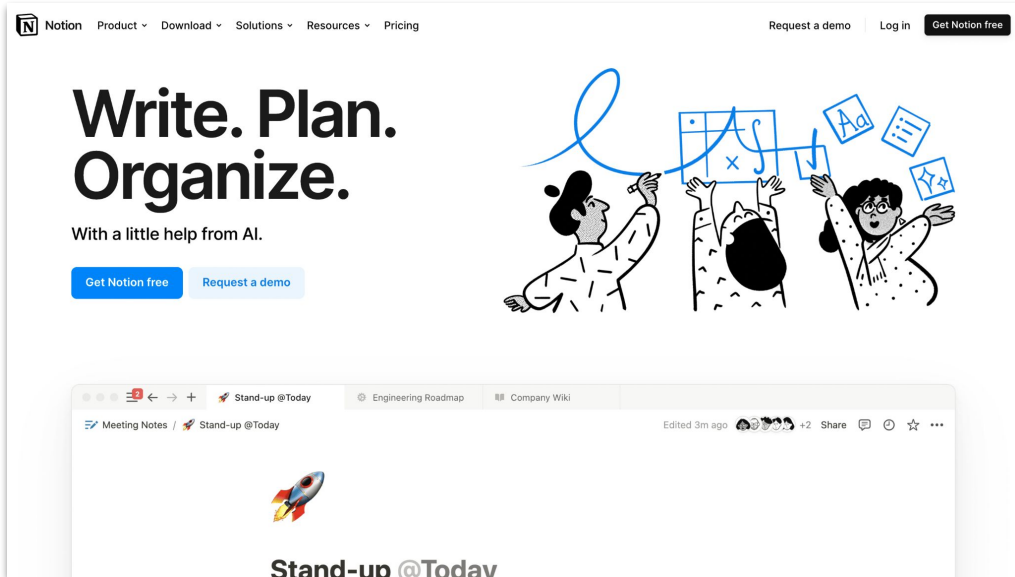 Notion
Product
Download
Solutions
Resources
Pricing
Request a demo
Log in
Get Notion free
Write. Plan.
Organize.
With a little help from AI.
Get Notion free
Request a demo
Aa
2
Stand-up @Today
Engineering Roadmap
Company Wiki
Meeting Notes / Stand-up @Today
Edited 3m ago
+2
Share
Stand-up @Today